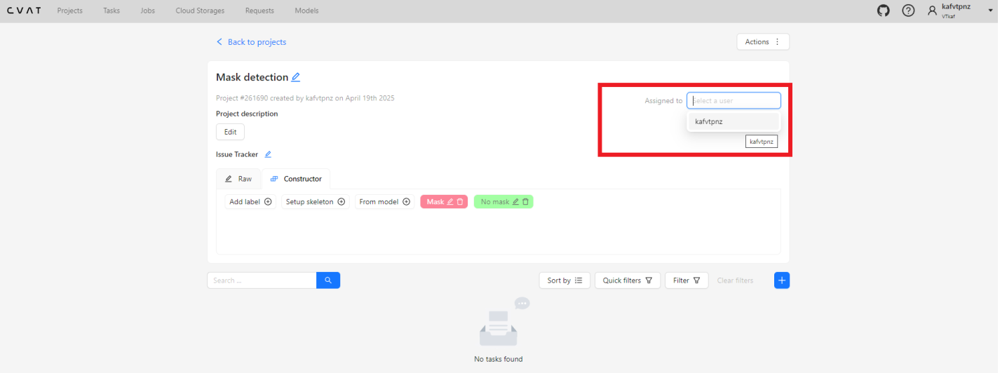 CVAT Projects Tasks Jobs Cloud Storages Requests Models kafvtpnz
VTkaf
Back to projects Actions
Mask detection
Project #261690 created by kafvtpnz on April 19th 2025
Assigned to Select a user
kafvtpnz
kafvtpnz
Project description
Edit
Issue Tracker
Raw Constructor
Add label Setup skeleton From model Mask No mask
Search ... Sort by Quick filters Filter Clear filters
No tasks found